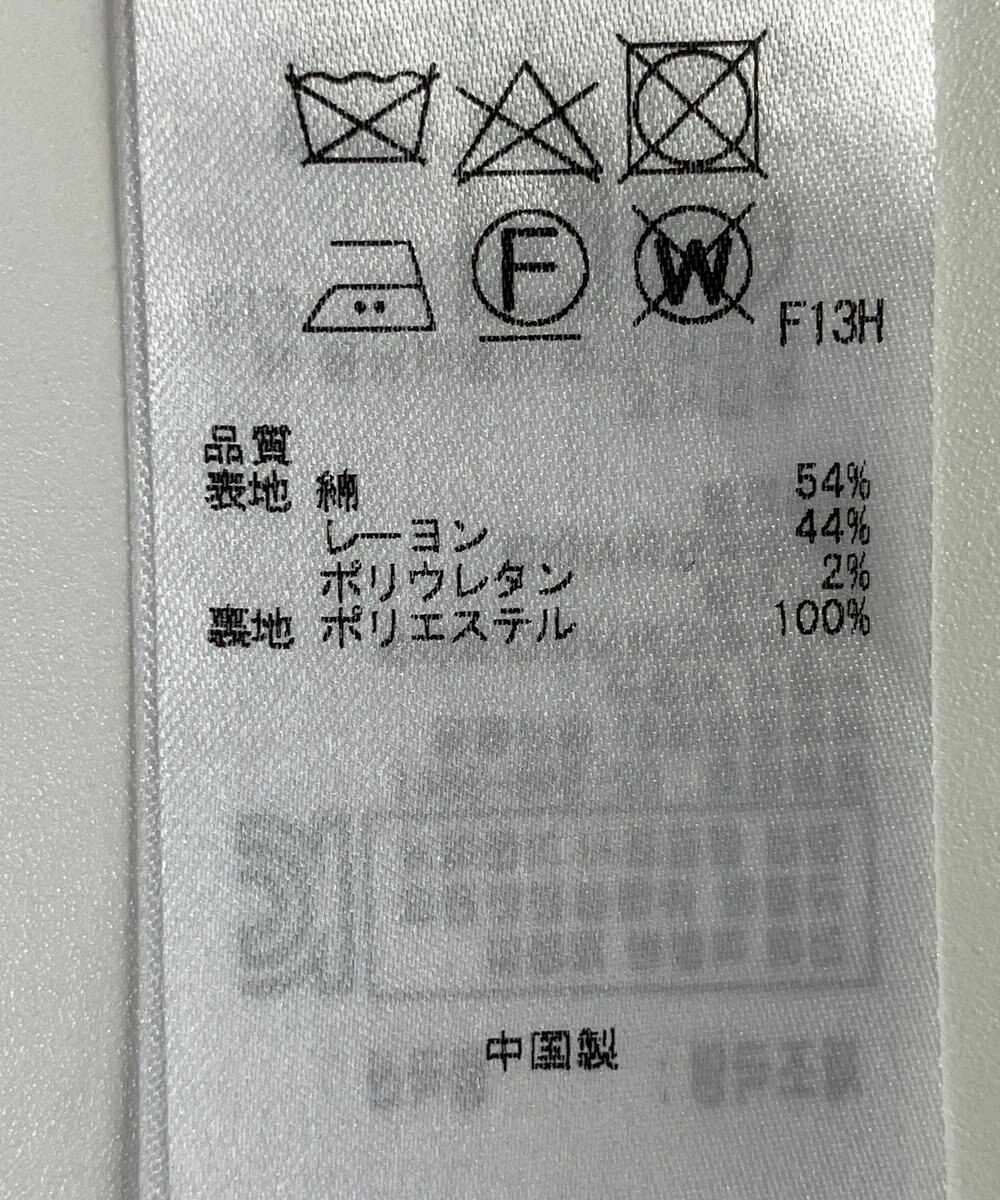 F W F13H
品質
表地 綿 54%
レーヨン 44%
ポリウレタン 2%
裏地 ポリエステル 100%
中国製